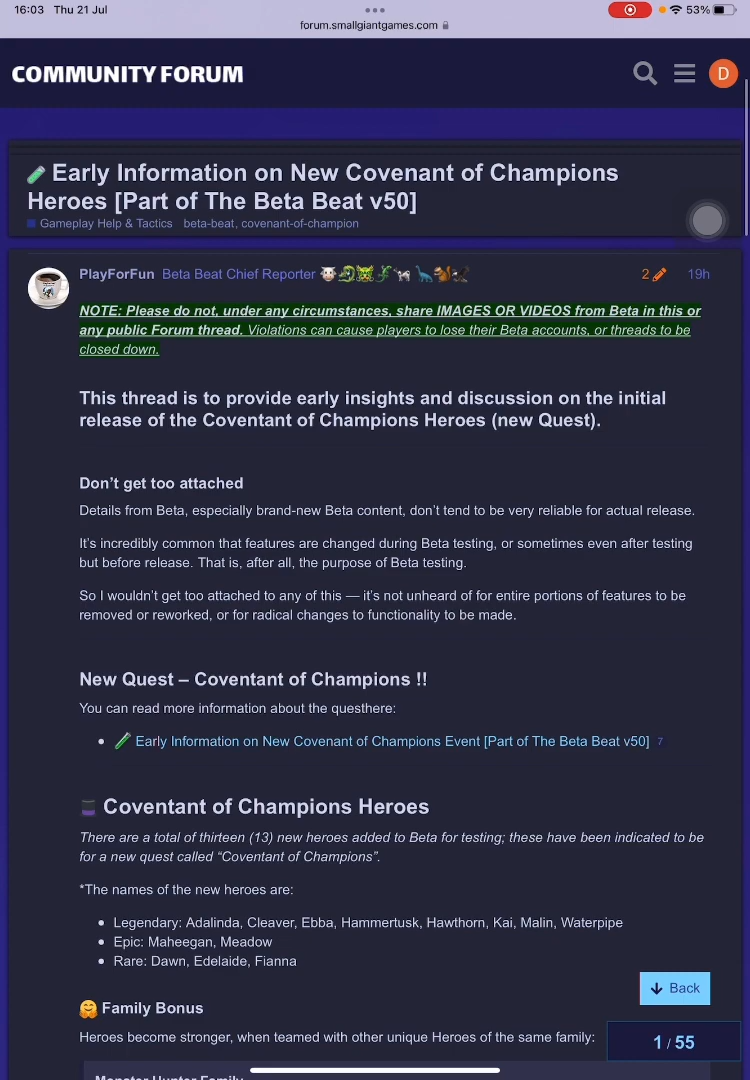 16:03 Thu 21 Jul
53%
forum.smallgiantgames.com
COMMUNITY FORUM
D
Early Information on New Covenant of Champions
Heroes [Part of The Beta Beat v50]
Gameplay Help & Tactics beta-beat, covenant-of-champion
PlayForFun Beta Beat Chief Reporter
2
19h
NOTE: Please do not, under any circumstances, share IMAGES OR VIDEOS from Beta in this or
any public Forum thread. Violations can cause players to lose their Beta accounts, or threads to be
closed down.
This thread is to provide early insights and discussion on the initial
release of the Coventant of Champions Heroes (new Quest).
Don’t get too attached
Details from Beta, especially brand-new Beta content, don’t tend to be very reliable for actual release.
It’s incredibly common that features are changed during Beta testing, or sometimes even after testing
but before release. That is, after all, the purpose of Beta testing.
So I wouldn’t get too attached to any of this — it’s not unheard of for entire portions of features to be
removed or reworked, or for radical changes to functionality to be made.
New Quest – Coventant of Champions !!
You can read more information about the questhere:
Early Information on New Covenant of Champions Event [Part of The Beta Beat v50] 7
Coventant of Champions Heroes
There are a total of thirteen (13) new heroes added to Beta for testing; these have been indicated to be
for a new quest called “Coventant of Champions”.
*The names of the new heroes are:
Legendary: Adalinda, Cleaver, Ebba, Hammertusk, Hawthorn, Kai, Malin, Waterpipe
Epic: Maheegan, Meadow
Rare: Dawn, Edelaide, Fianna
Back
Family Bonus
Heroes become stronger, when teamed with other unique Heroes of the same family:
1 / 55
Monster Hunter Family